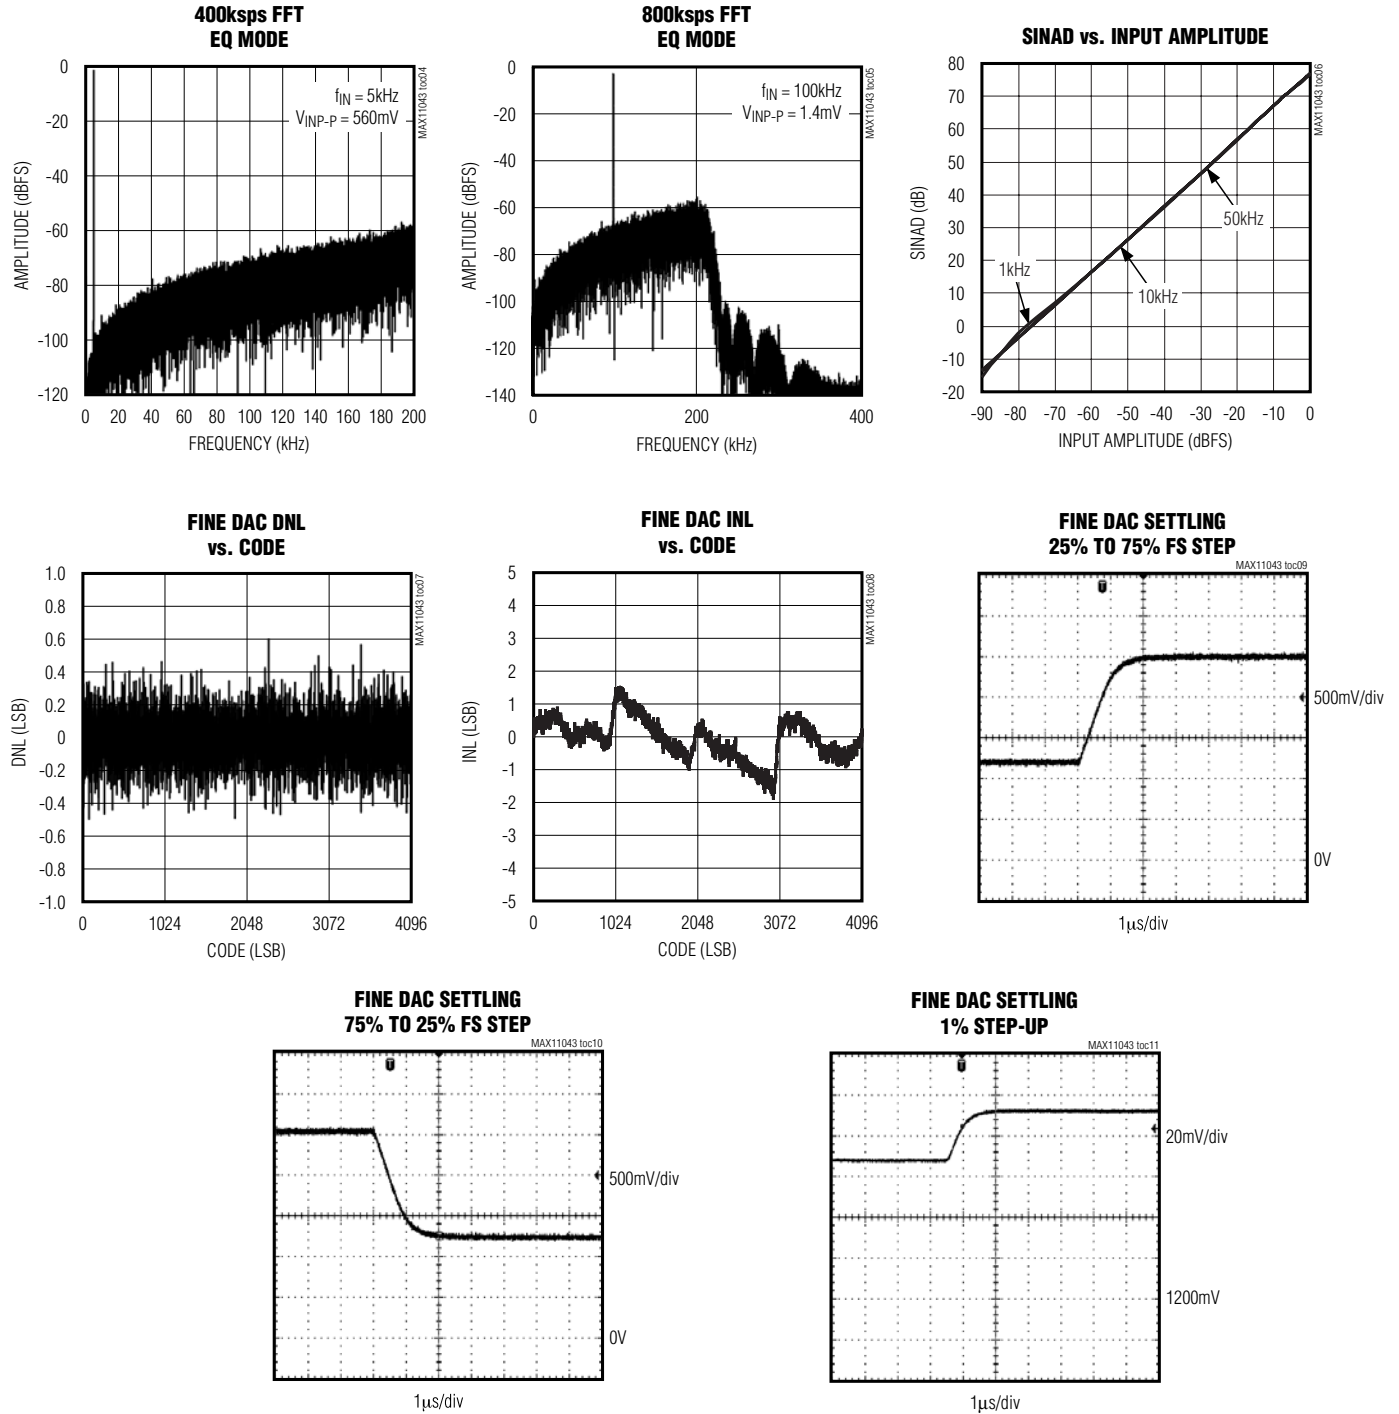 400ksps FFT
EQ MODE
0
-20
-40
-60
-80
-100
-120
AMPLITUDE (dBFS)
fIN = 5kHz
VINP-P = 560mV
MAX11043 toc04
0 20 40 60 80 100 120 140 160 180 200
FREQUENCY (kHz)
800ksps FFT
EQ MODE
0
-20
-40
-60
-80
-100
-120
-140
AMPLITUDE (dBFS)
fIN = 100kHz
VINP-P = 1.4mV
MAX11043 toc05
0 200 400
FREQUENCY (kHz)
SINAD vs. INPUT AMPLITUDE
80
70
60
50
40
30
20
10
0
-10
-20
SINAD (dB)
1kHz
10kHz
50kHz
MAX11043 toc06
-90 -80 -70 -60 -50 -40 -30 -20 -10 0
INPUT AMPLITUDE (dBFS)
FINE DAC DNL
vs. CODE
1.0
0.8
0.6
0.4
0.2
0
-0.2
-0.4
-0.6
-0.8
-1.0
DNL (LSB)
MAX11043 toc07
0 1024 2048 3072 4096
CODE (LSB)
FINE DAC INL
vs. CODE
5
4
3
2
1
0
-1
-2
-3
-4
-5
INL (LSB)
MAX11043 toc08
0 1024 2048 3072 4096
CODE (LSB)
FINE DAC SETTLING
25% TO 75% FS STEP
MAX11043 toc09
T
500mV/div
0V
1µs/div
FINE DAC SETTLING
75% TO 25% FS STEP
MAX11043 toc10
T
500mV/div
0V
1µs/div
FINE DAC SETTLING
1% STEP-UP
MAX11043 toc11
T
20mV/div
1200mV
1µs/div